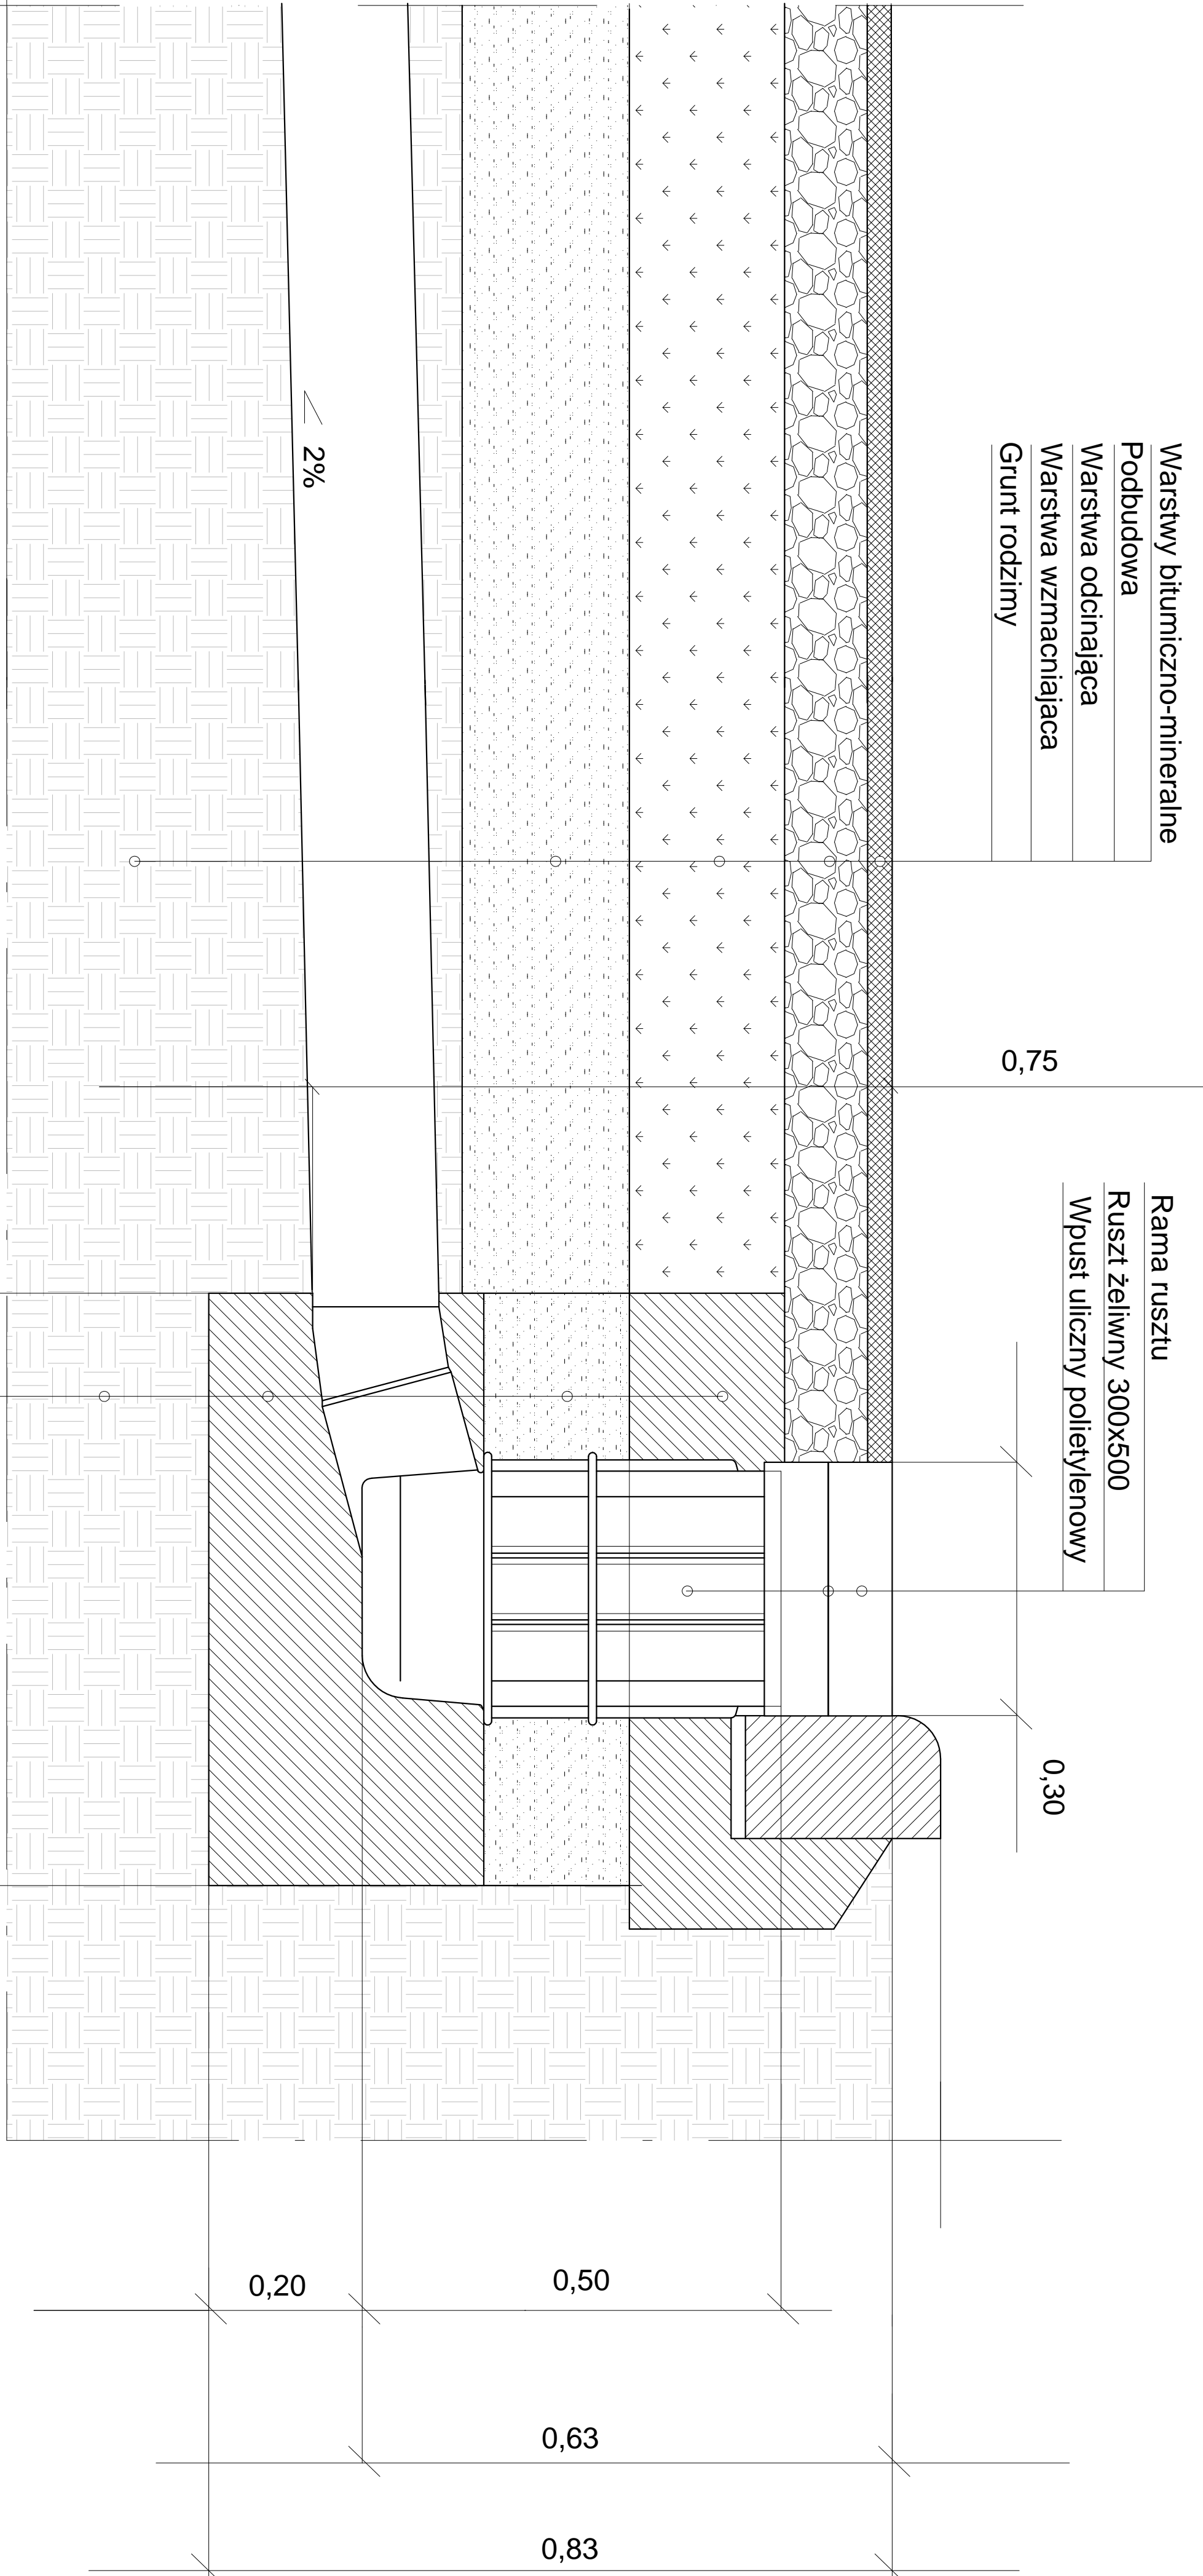 Warstwy bitumiczno-mineralne
Podbudowa
Warstwa odcinająca
Warstwa wzmacniajaca
Grunt rodzimy
2%
0,75
Rama rusztu
Ruszt żeliwny 300x500
Wpust uliczny polietylenowy
0,30
0,20
0,50
0,63
0,83